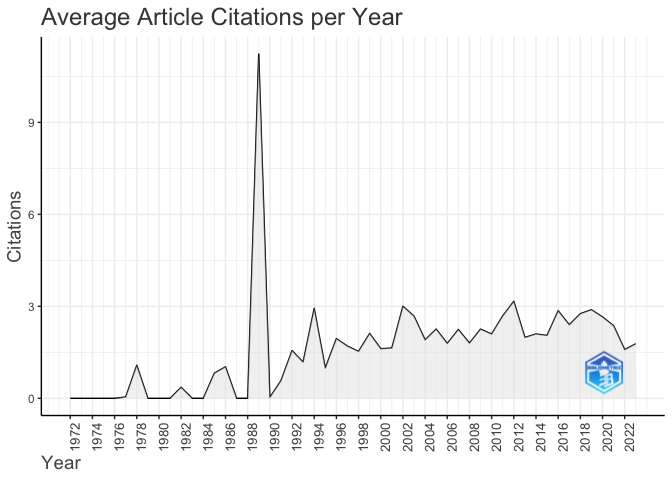 Average Article Citations per Year
Citations
9
6
3
0
1972 1974 1976 1978 1980 1982 1984 1986 1988 1990 1992 1994 1996 1998 2000 2002 2004 2006 2008 2010 2012 2014 2016 2018 2020 2022
Year
BIBLIOMETRIX